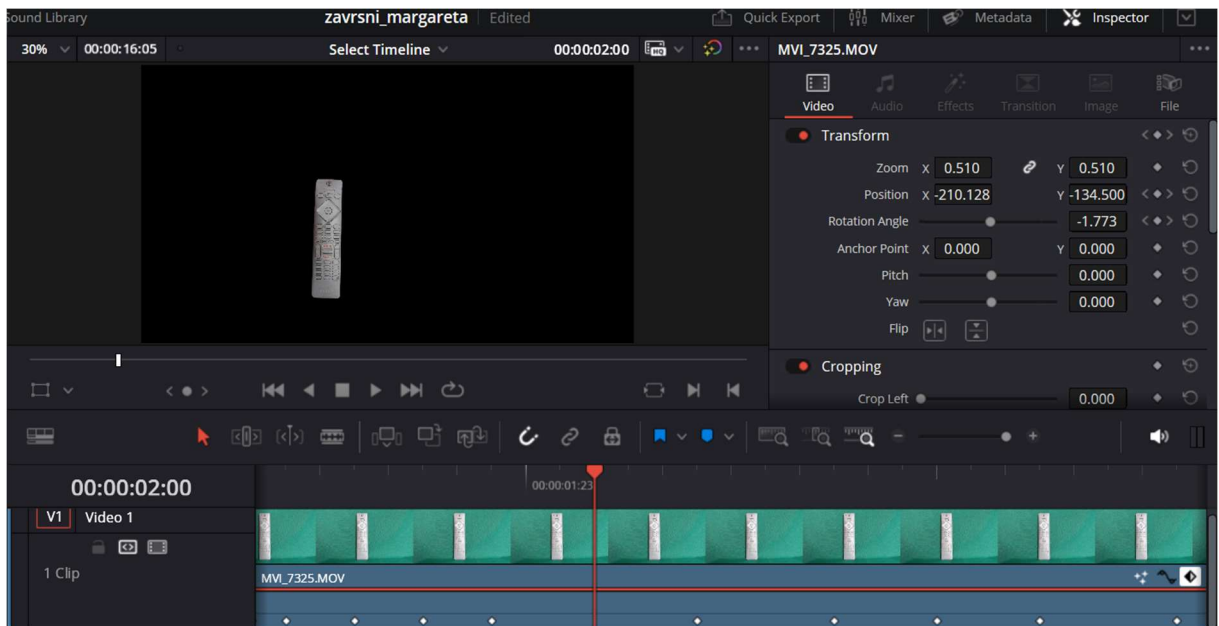 Sound Library
zavrsni_margareta Edited
Quick Export Mixer Metadata Inspector
30% 00:00:16:05 Select Timeline 00:00:02:00 HQ
MVI_7325.MOV
Video Audio Effects Transition Image File
Transform
Zoom X 0.510 Y 0.510
Position X -210.128 Y -134.500
Rotation Angle -1.773
Anchor Point X 0.000 Y 0.000
Pitch 0.000
Yaw 0.000
Flip
Cropping
Crop Left 0.000
00:00:02:00
00:00:01:23
V1 Video 1
1 Clip
MVI_7325.MOV